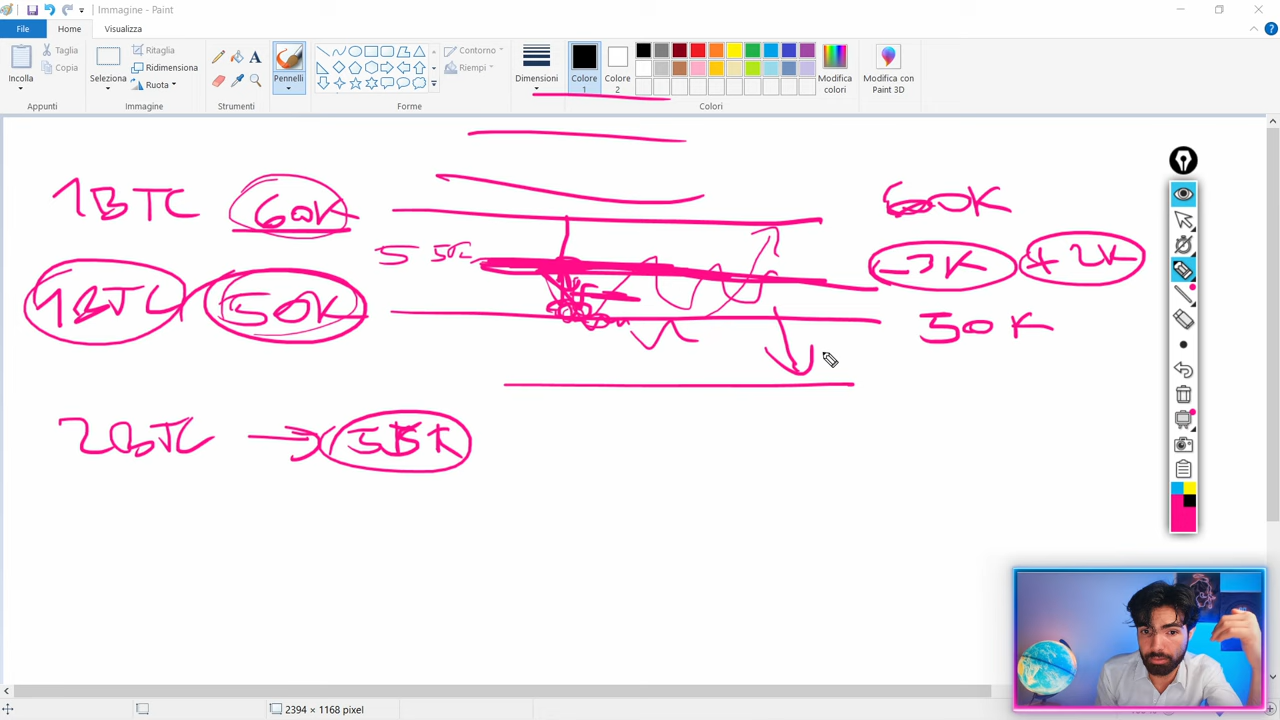 Immagine - Paint
File Home Visualizza
Incolla
Taglia
Copia
Appunti
Seleziona
Ritaglia
Ridimensiona
Ruota
Immagine
Strumenti
Pennelli
Contorno
Riempi
Forme
Dimensioni
Colore 1
Colore 2
Modifica colori
Colori
Modifica con Paint 3D
1BTC 60K 60K
-3K +2K
1BTC 50K 50K
2BTC 55K
2394 × 1168 pixel